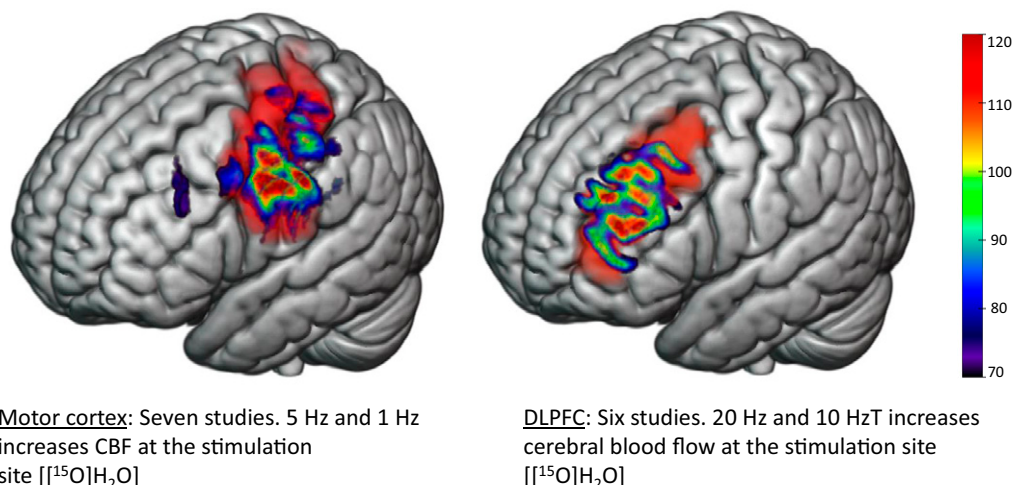 120
110
100
90
80
70
Motor cortex: Seven studies. 5 Hz and 1 Hz
increases CBF at the stimulation
site [[¹⁵O]H₂O]
DLPFC: Six studies. 20 Hz and 10 HzT increases
cerebral blood flow at the stimulation site
[[¹⁵O]H₂O]